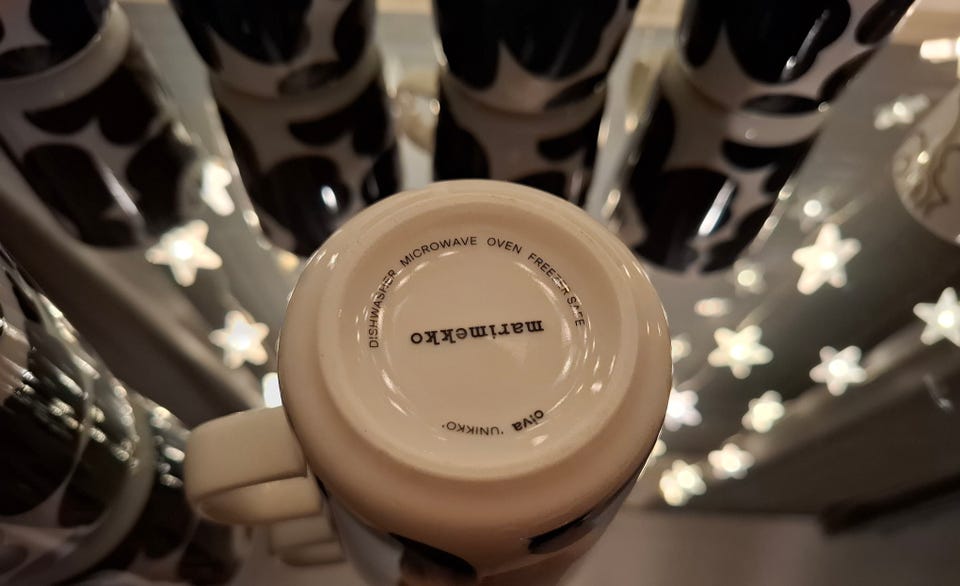 DISHWASHER MICROWAVE OVEN FREEZER SAFE
marimekko
oiva 'UNIKKO'